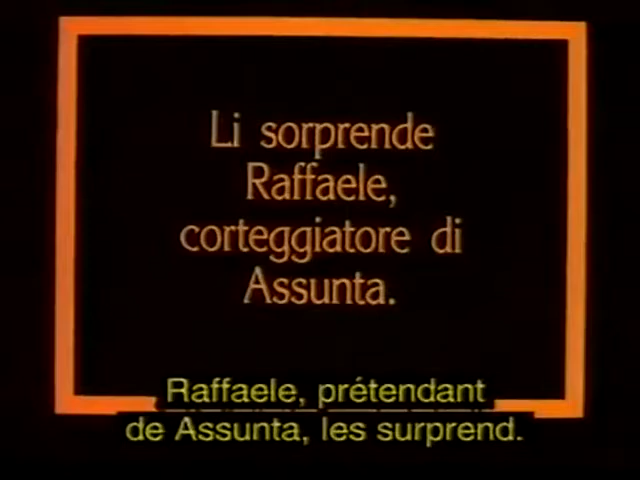 Li sorprende
Raffaele,
corteggiatore di
Assunta.
Raffaele, prétendant
de Assunta, les surprend.